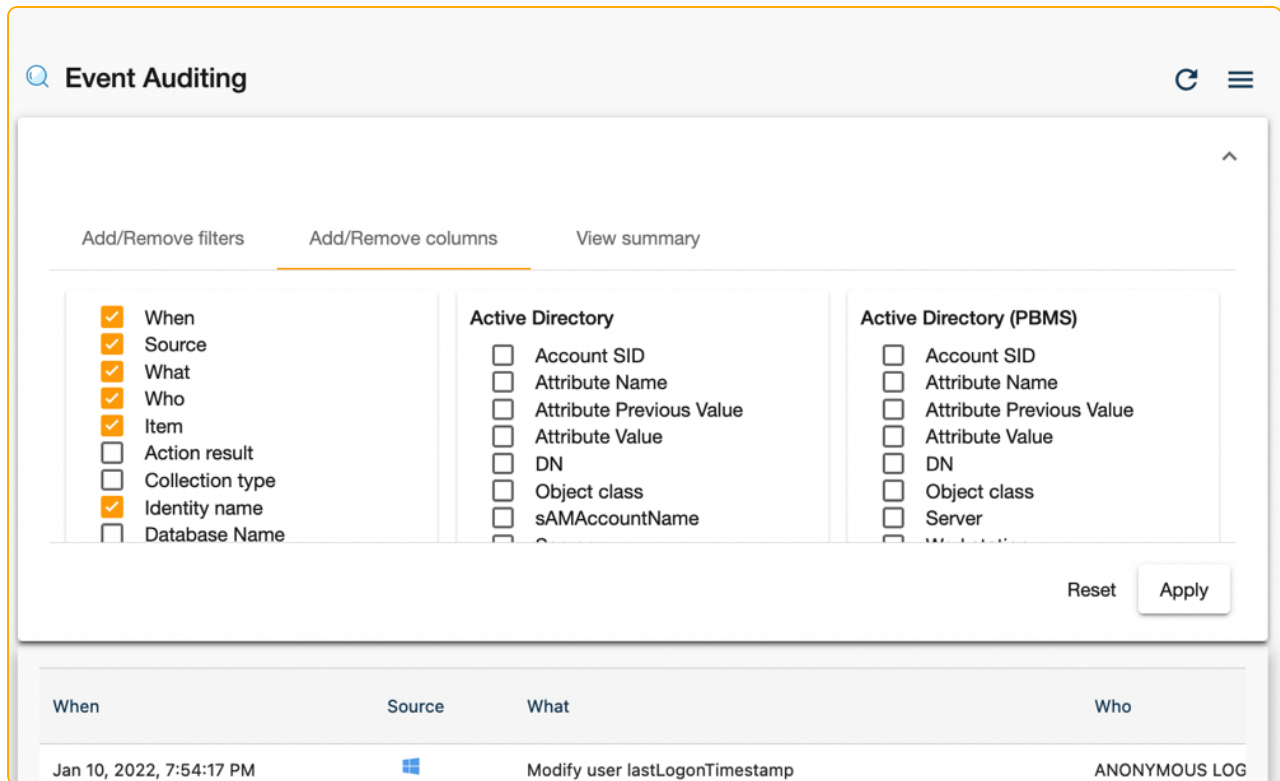 Event Auditing
Add/Remove filters
Add/Remove columns
View summary
When
Source
What
Who
Item
Action result
Collection type
Identity name
Database Name
Active Directory
Account SID
Attribute Name
Attribute Previous Value
Attribute Value
DN
Object class
sAMAccountName
Active Directory (PBMS)
Account SID
Attribute Name
Attribute Previous Value
Attribute Value
DN
Object class
Server
Reset
Apply
When Source What Who
Jan 10, 2022, 7:54:17 PM Modify user lastLogonTimestamp ANONYMOUS LOG